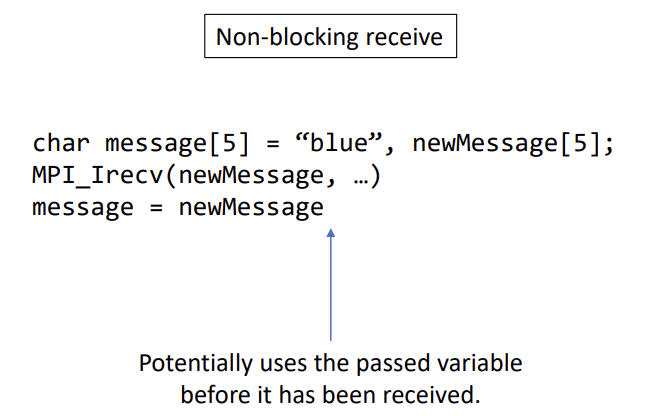 Non-blocking receive
char message[5] = “blue”, newMessage[5];
MPI_Irecv(newMessage, …)
message = newMessage
Potentially uses the passed variable
before it has been received.